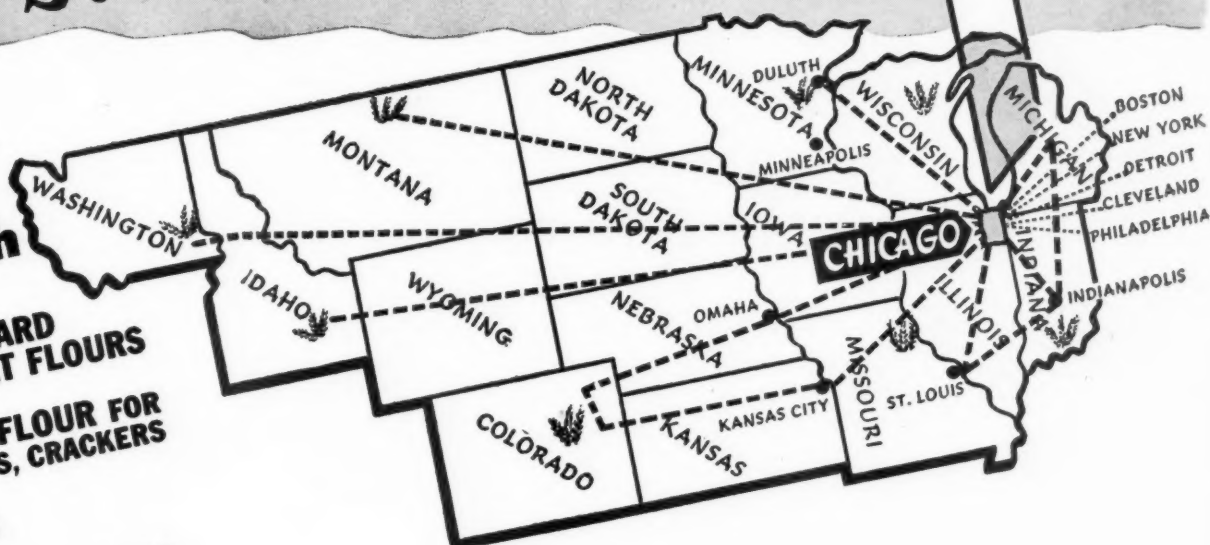 NORTH
DAKOTA
MINNESOTA
DULUTH
WISCONSIN
MICHIGAN
BOSTON
NEW YORK
DETROIT
CLEVELAND
PHILADELPHIA
MONTANA
MINNEAPOLIS
WASHINGTON
SOUTH
DAKOTA
IOWA
CHICAGO
INDIANA
INDIANAPOLIS
IDAHO
WYOMING
NEBRASKA
OMAHA
ILLINOIS
MISSOURI
ST. LOUIS
KANSAS CITY
COLORADO
KANSAS
T FLOURS
FLOUR FOR
S, CRACKERS